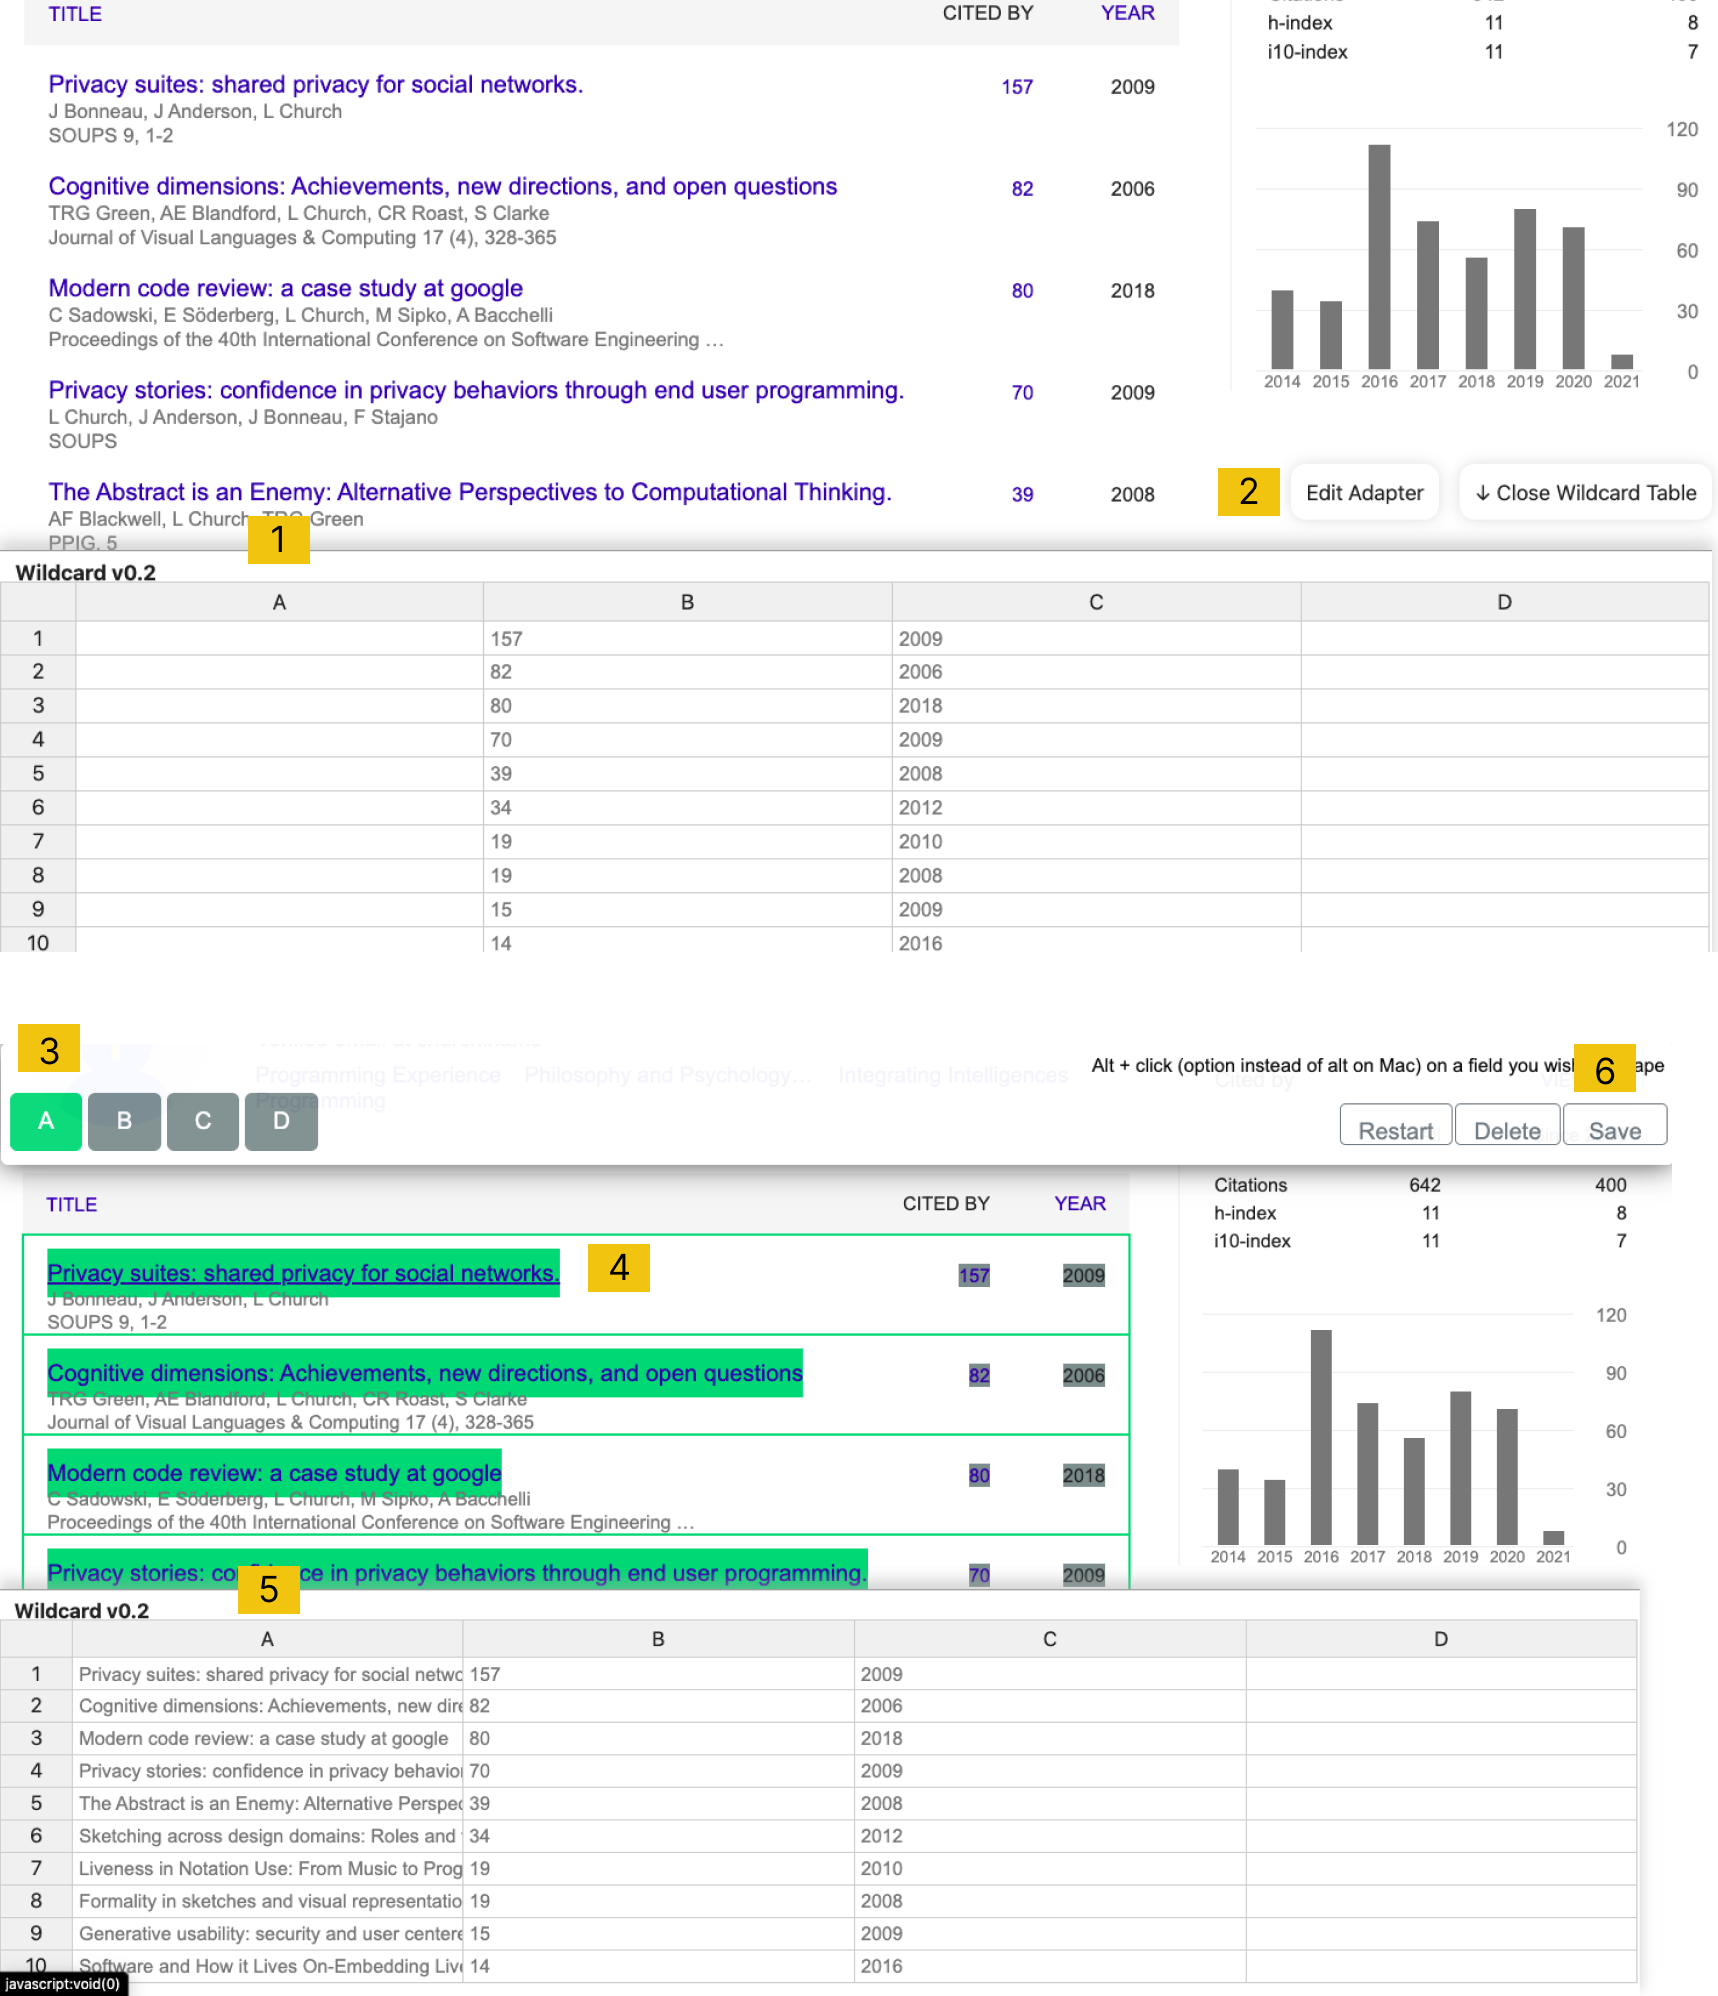 TITLE CITED BY YEAR
h-index 11 8
i10-index 11 7
Privacy suites: shared privacy for social networks. 157 2009
J Bonneau, J Anderson, L Church
SOUPS 9, 1-2
Cognitive dimensions: Achievements, new directions, and open questions 82 2006
TRG Green, AE Blandford, L Church, CR Roast, S Clarke
Journal of Visual Languages & Computing 17 (4), 328-365
Modern code review: a case study at google 80 2018
C Sadowski, E Söderberg, L Church, M Sipko, A Bacchelli
Proceedings of the 40th International Conference on Software Engineering …
Privacy stories: confidence in privacy behaviors through end user programming. 70 2009
L Church, J Anderson, J Bonneau, F Stajano
SOUPS
The Abstract is an Enemy: Alternative Perspectives to Computational Thinking. 39 2008
AF Blackwell, L Church, TRG Green
PPIG, 5
120
90
60
30
0
2014 2015 2016 2017 2018 2019 2020 2021
2 Edit Adapter ↓ Close Wildcard Table
1
Wildcard v0.2
A B C D
1 157 2009
2 82 2006
3 80 2018
4 70 2009
5 39 2008
6 34 2012
7 19 2010
8 19 2008
9 15 2009
10 14 2016
3
Programming Experience Philosophy and Psychology... Integrating Intelligences
Programming
Alt + click (option instead of alt on Mac) on a field you
6
Cited by
A B C D
Restart Delete Save
TITLE CITED BY YEAR
Citations 642 400
h-index 11 8
i10-index 11 7
Privacy suites: shared privacy for social networks. 4 157 2009
J Bonneau, J Anderson, L Church
SOUPS 9, 1-2
Cognitive dimensions: Achievements, new directions, and open questions 82 2006
TRG Green, AE Blandford, L Church, CR Roast, S Clarke
Journal of Visual Languages & Computing 17 (4), 328-365
Modern code review: a case study at google 80 2018
C Sadowski, E Söderberg, L Church, M Sipko, A Bacchelli
Proceedings of the 40th International Conference on Software Engineering …
Privacy stories: confidence in privacy behaviors through end user programming. 70 2009
120
90
60
30
0
2014 2015 2016 2017 2018 2019 2020 2021
5
Wildcard v0.2
A B C D
1 Privacy suites: shared privacy for social netwo 157 2009
2 Cognitive dimensions: Achievements, new dire 82 2006
3 Modern code review: a case study at google 80 2018
4 Privacy stories: confidence in privacy behavior 70 2009
5 The Abstract is an Enemy: Alternative Perspec 39 2008
6 Sketching across design domains: Roles and 34 2012
7 Liveness in Notation Use: From Music to Prog 19 2010
8 Formality in sketches and visual representatio 19 2008
9 Generative usability: security and user centere 15 2009
10 Software and How it Lives On-Embedding Live 14 2016
javascript:void(0)